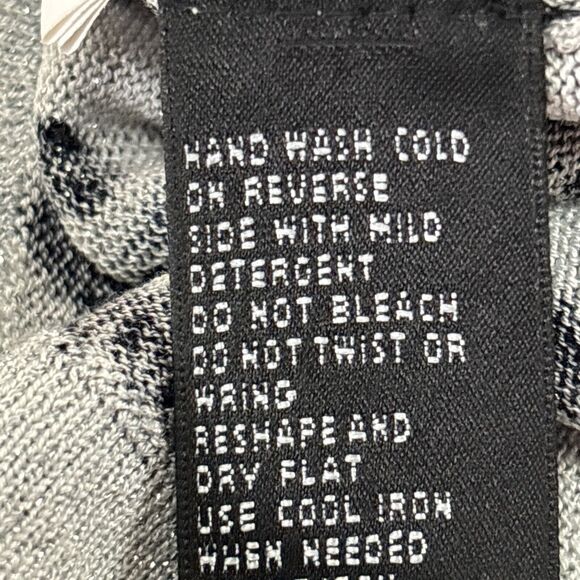 HAND WASH COLD
ON REVERSE
SIDE WITH MILD
DETERGENT
DO NOT BLEACH
DO NOT TWIST OR
WRING
RESHAPE AND
DRY FLAT
USE COOL IRON
WHEN NEEDED